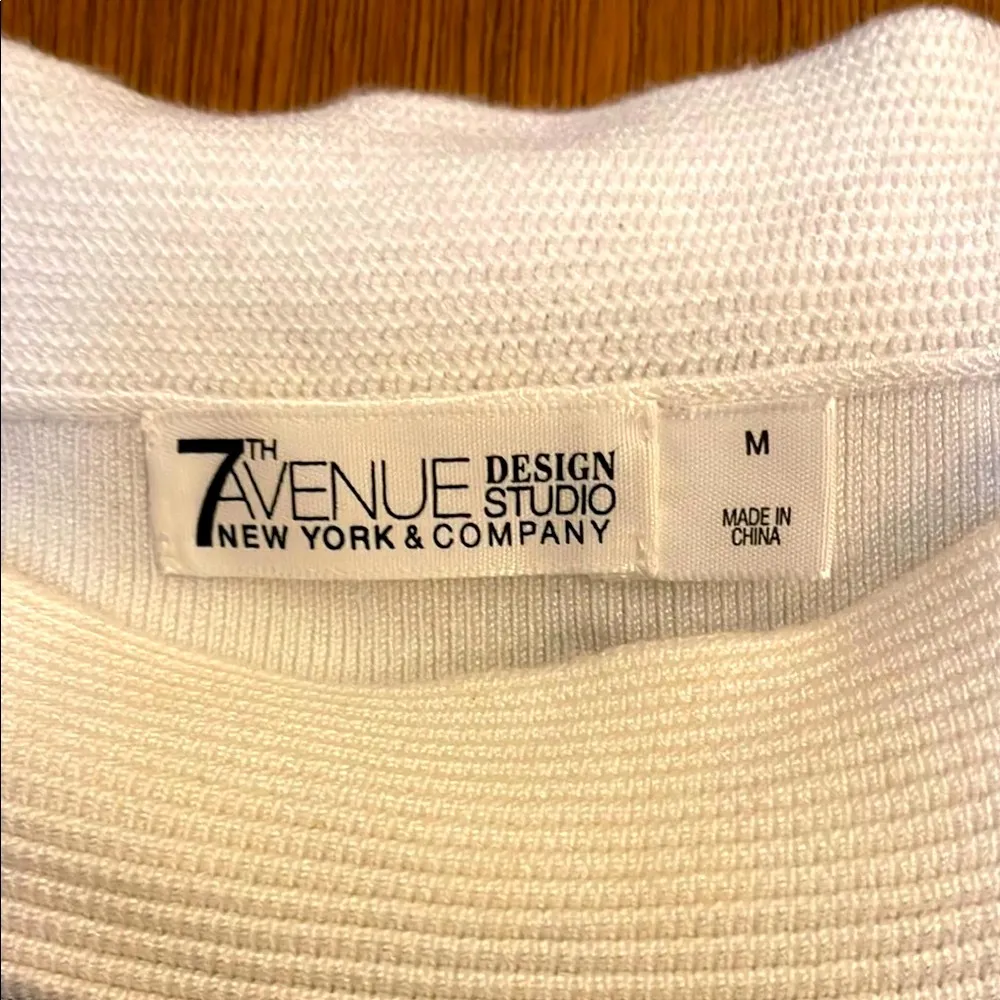 7TH AVENUE DESIGN STUDIO
NEW YORK & COMPANY
M
MADE IN
CHINA